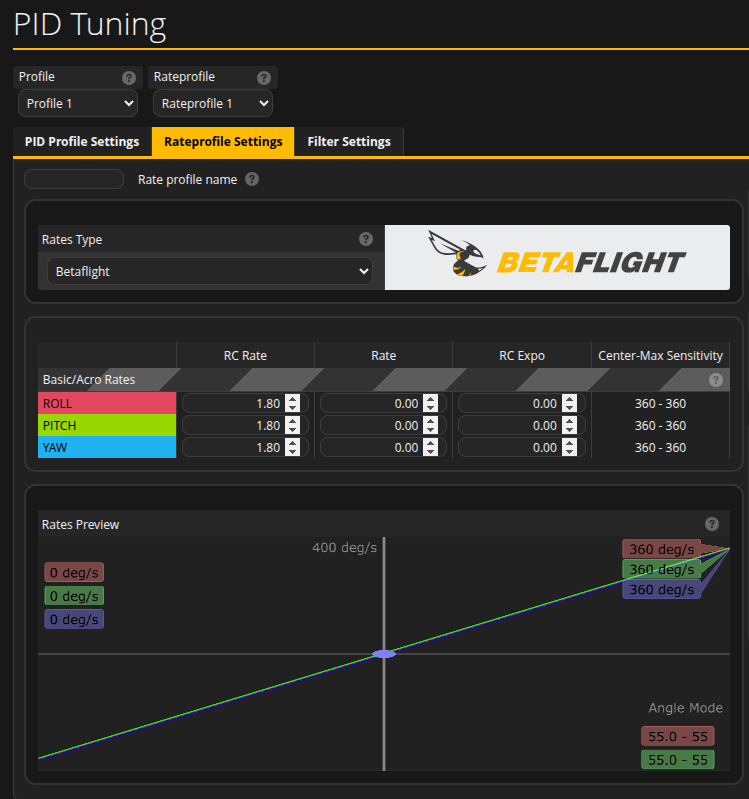 PID Tuning
Profile Rateprofile
Profile 1 Rateprofile 1
PID Profile Settings Rateprofile Settings Filter Settings
Rate profile name
Rates Type
Betaflight
BETAFLIGHT
RC Rate Rate RC Expo Center-Max Sensitivity
Basic/Acro Rates
ROLL 1.80 0.00 0.00 360 - 360
PITCH 1.80 0.00 0.00 360 - 360
YAW 1.80 0.00 0.00 360 - 360
Rates Preview
400 deg/s
0 deg/s 360 deg/s
0 deg/s 360 deg/s
0 deg/s 360 deg/s
Angle Mode
55.0 - 55
55.0 - 55